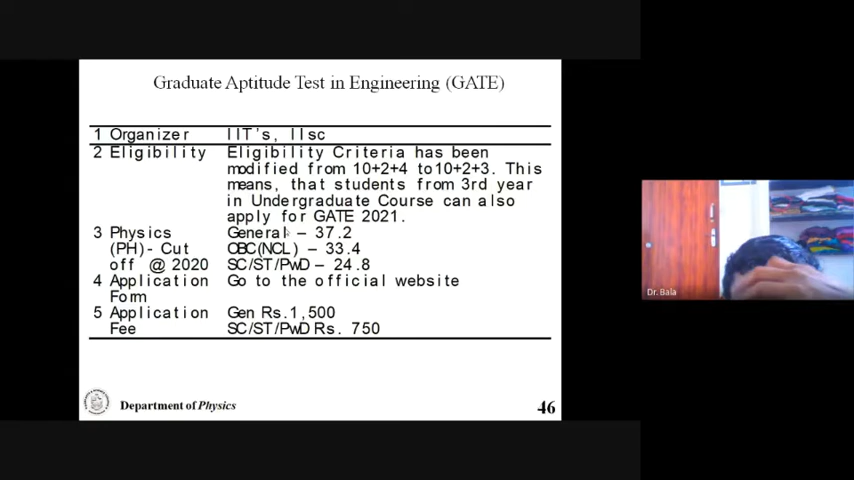 Graduate Aptitude Test in Engineering (GATE)
1 Organizer IIT's, IIsc
2 Eligibility Eligibility Criteria has been
modified from 10+2+4 to10+2+3. This
means, that students from 3rd year
in Undergraduate Course can also
apply for GATE 2021.
3 Physics General – 37.2
(PH)- Cut OBC(NCL) – 33.4
off @ 2020 SC/ST/PwD – 24.8
4 Application Go to the official website
Form
5 Application Gen Rs.1,500
Fee SC/ST/PwD Rs. 750
Department of Physics
46
Dr. Bala